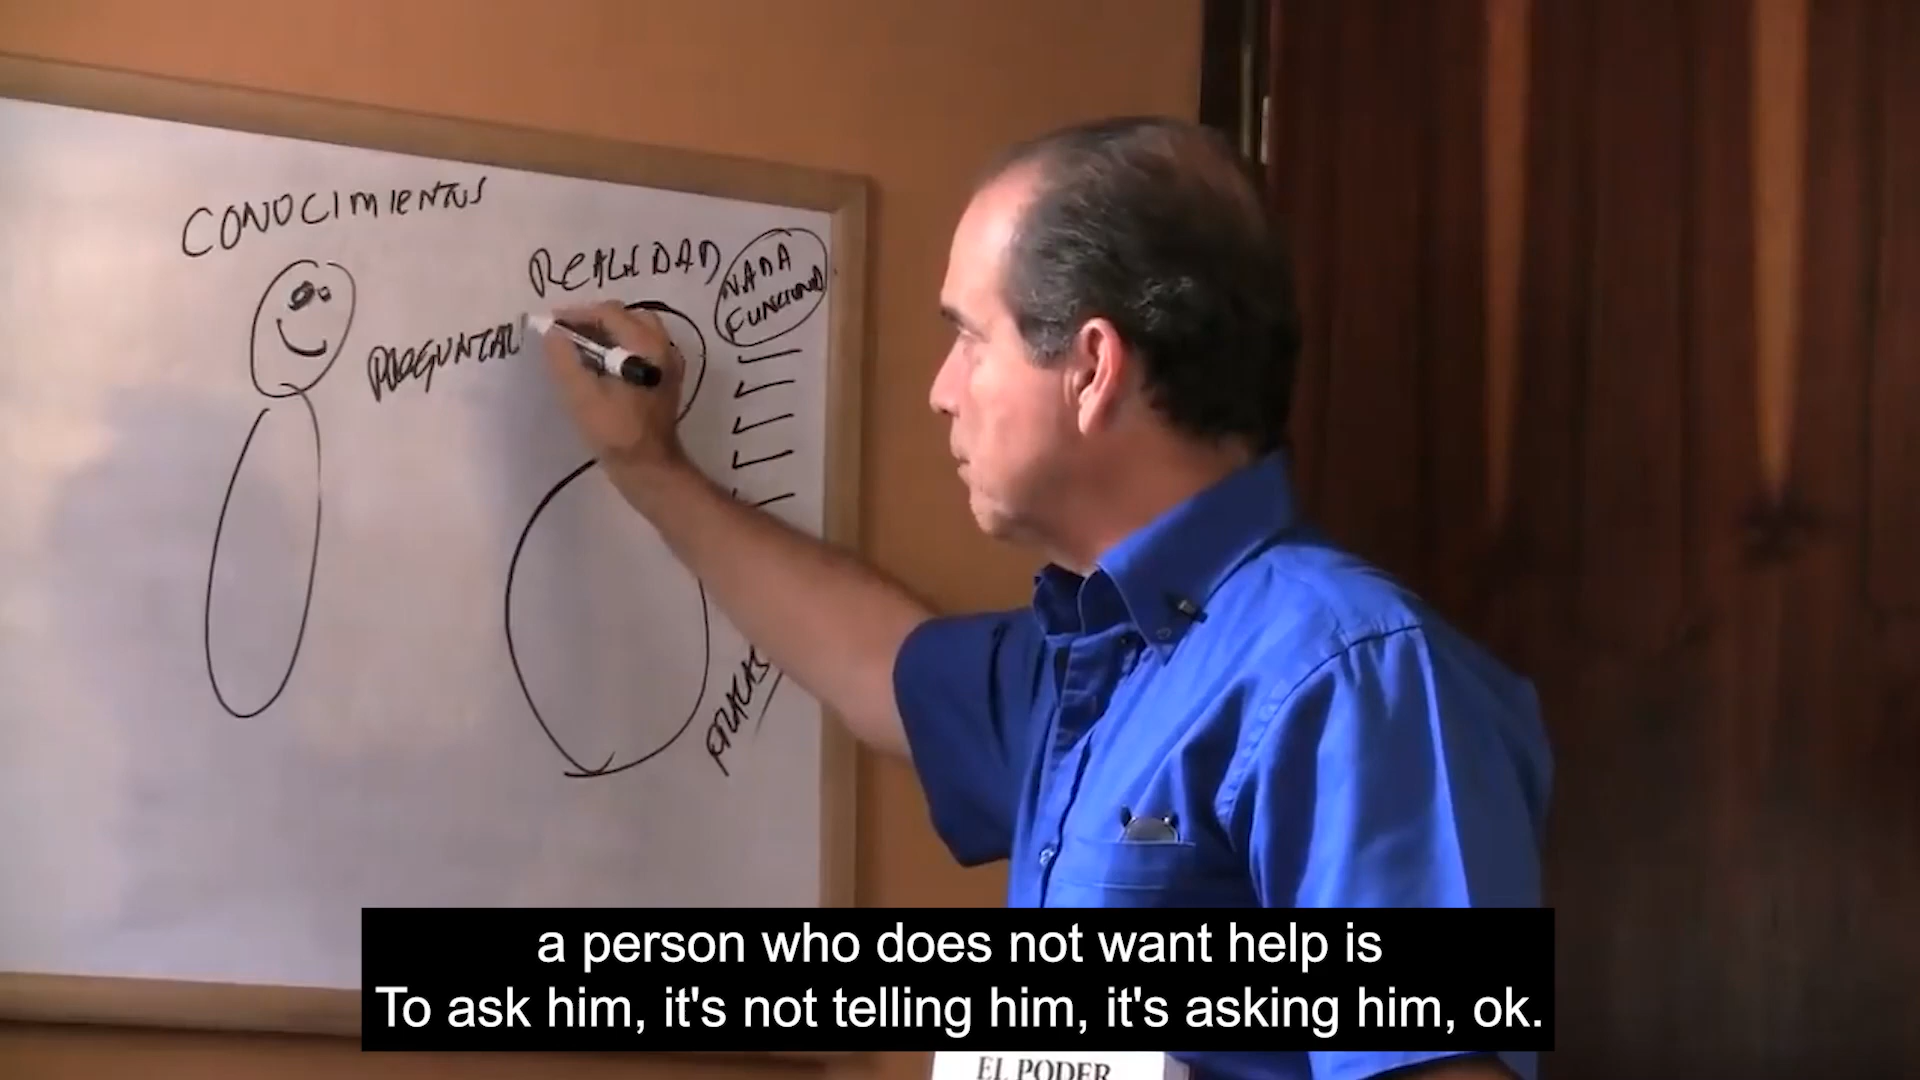 CONOCIMIENTOS
REALIDAD
NADA
FUNCIONA
PREGUNTAR
FRACAS
a person who does not want help is
To ask him, it's not telling him, it's asking him, ok.
EL PODER